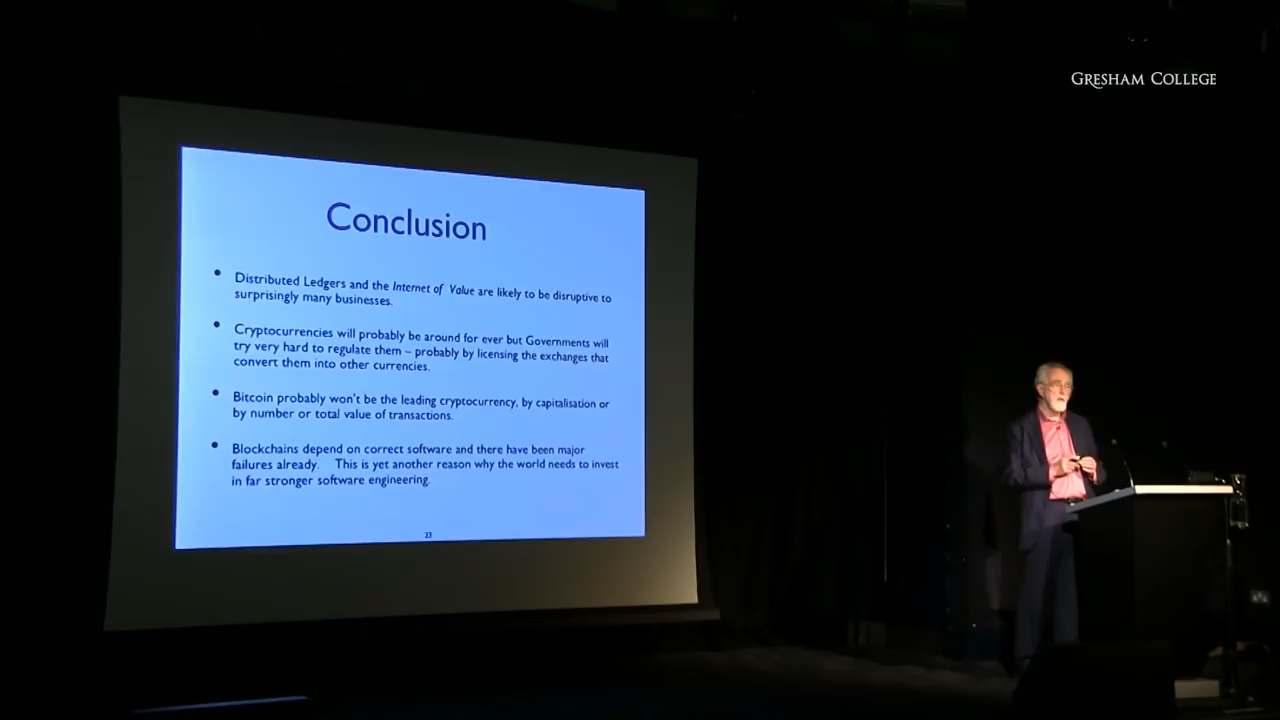 GRESHAM COLLEGE
Conclusion
• Distributed Ledgers and the Internet of Value are likely to be disruptive to
surprisingly many businesses.
• Cryptocurrencies will probably be around for ever but Governments will
try very hard to regulate them – probably by licensing the exchanges that
convert them into other currencies.
• Bitcoin probably won't be the leading cryptocurrency, by capitalisation or
by number or total value of transactions.
• Blockchains depend on correct software and there have been major
failures already. This is yet another reason why the world needs to invest
in far stronger software engineering.
23